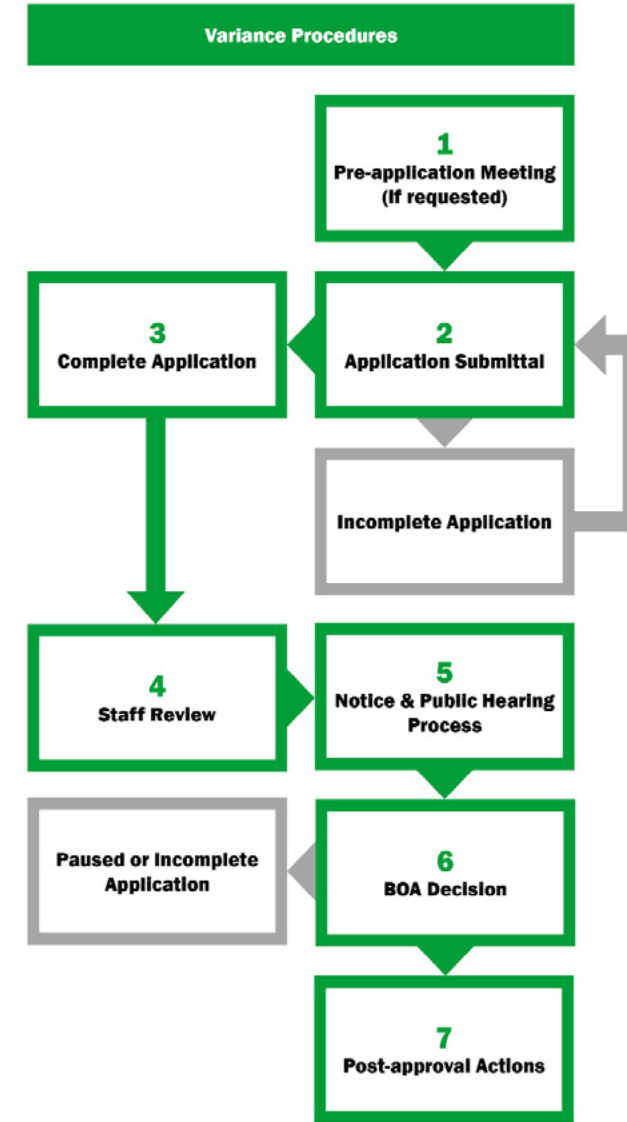 Variance Procedures
1
Pre-application Meeting
(if requested)
3
Complete Application
2
Application Submittal
Incomplete Application
4
Staff Review
5
Notice & Public Hearing
Process
Paused or Incomplete
Application
6
BOA Decision
7
Post-approval Actions